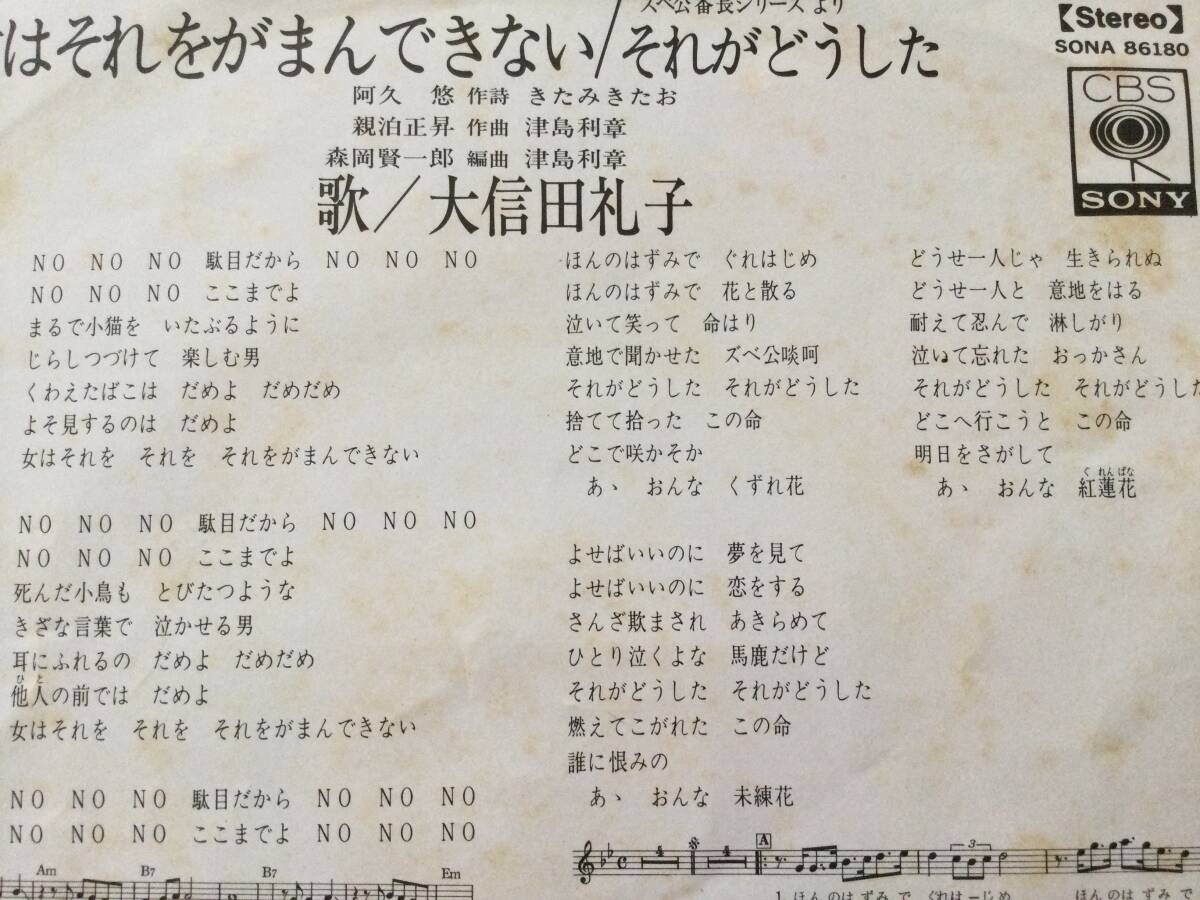 はそれをがまんできない/それがどうした
ズベ公番長シリーズより
【Stereo】
SONA 86180
CBS
SONY
阿久 悠 作詩 きたみきたお
親泊正昇 作曲 津島利章
森岡賢一郎 編曲 津島利章
歌/大信田礼子
NO NO NO 駄目だから NO NO NO
NO NO NO ここまでよ
まるで小猫を いたぶるように
じらしつづけて 楽しむ男
くわえたばこは だめよ だめだめ
よそ見するのは だめよ
女はそれを それを それをがまんできない
NO NO NO 駄目だから NO NO NO
NO NO NO ここまでよ
死んだ小鳥も とびたつような
きざな言葉で 泣かせる男
耳にふれるの だめよ だめだめ
他人の前では だめよ
ひと
女はそれを それを それをがまんできない
NO NO NO 駄目だから NO NO NO
NO NO NO ここまでよ
Am B7 B7 Em
ほんのはずみで ぐれはじめ
ほんのはずみで 花と散る
泣いて笑って 命はり
意地で聞かせた ズベ公啖呵
それがどうした それがどうした
捨てて拾った この命
どこで咲かそか
あゝ おんな くずれ花
よせばいいのに 夢を見て
よせばいいのに 恋をする
さんざ欺まされ あきらめて
ひとり泣くよな 馬鹿だけど
それがどうした それがどうした
燃えてこがれた この命
誰に恨みの
あゝ おんな 未練花
どうせ一人じゃ 生きられぬ
どうせ一人と 意地をはる
耐えて忍んで 淋しがり
泣いて忘れた おっかさん
それがどうした それがどうした
どこへ行こうと この命
明日をさがして
あゝ おんな 紅蓮花
くれんばな
4 4 A 3
1. ほんのはずみで ぐれはーじめ ほんのはずみで